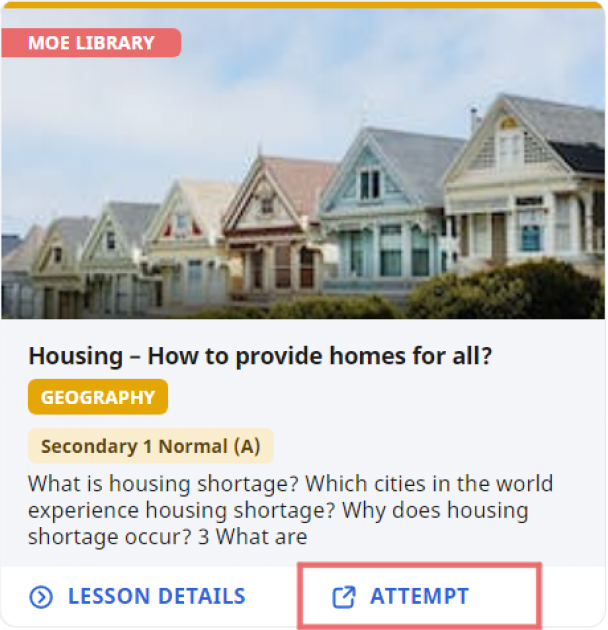 MOE LIBRARY
Housing – How to provide homes for all?
GEOGRAPHY
Secondary 1 Normal (A)
What is housing shortage? Which cities in the world
experience housing shortage? Why does housing
shortage occur? 3 What are
LESSON DETAILS
ATTEMPT